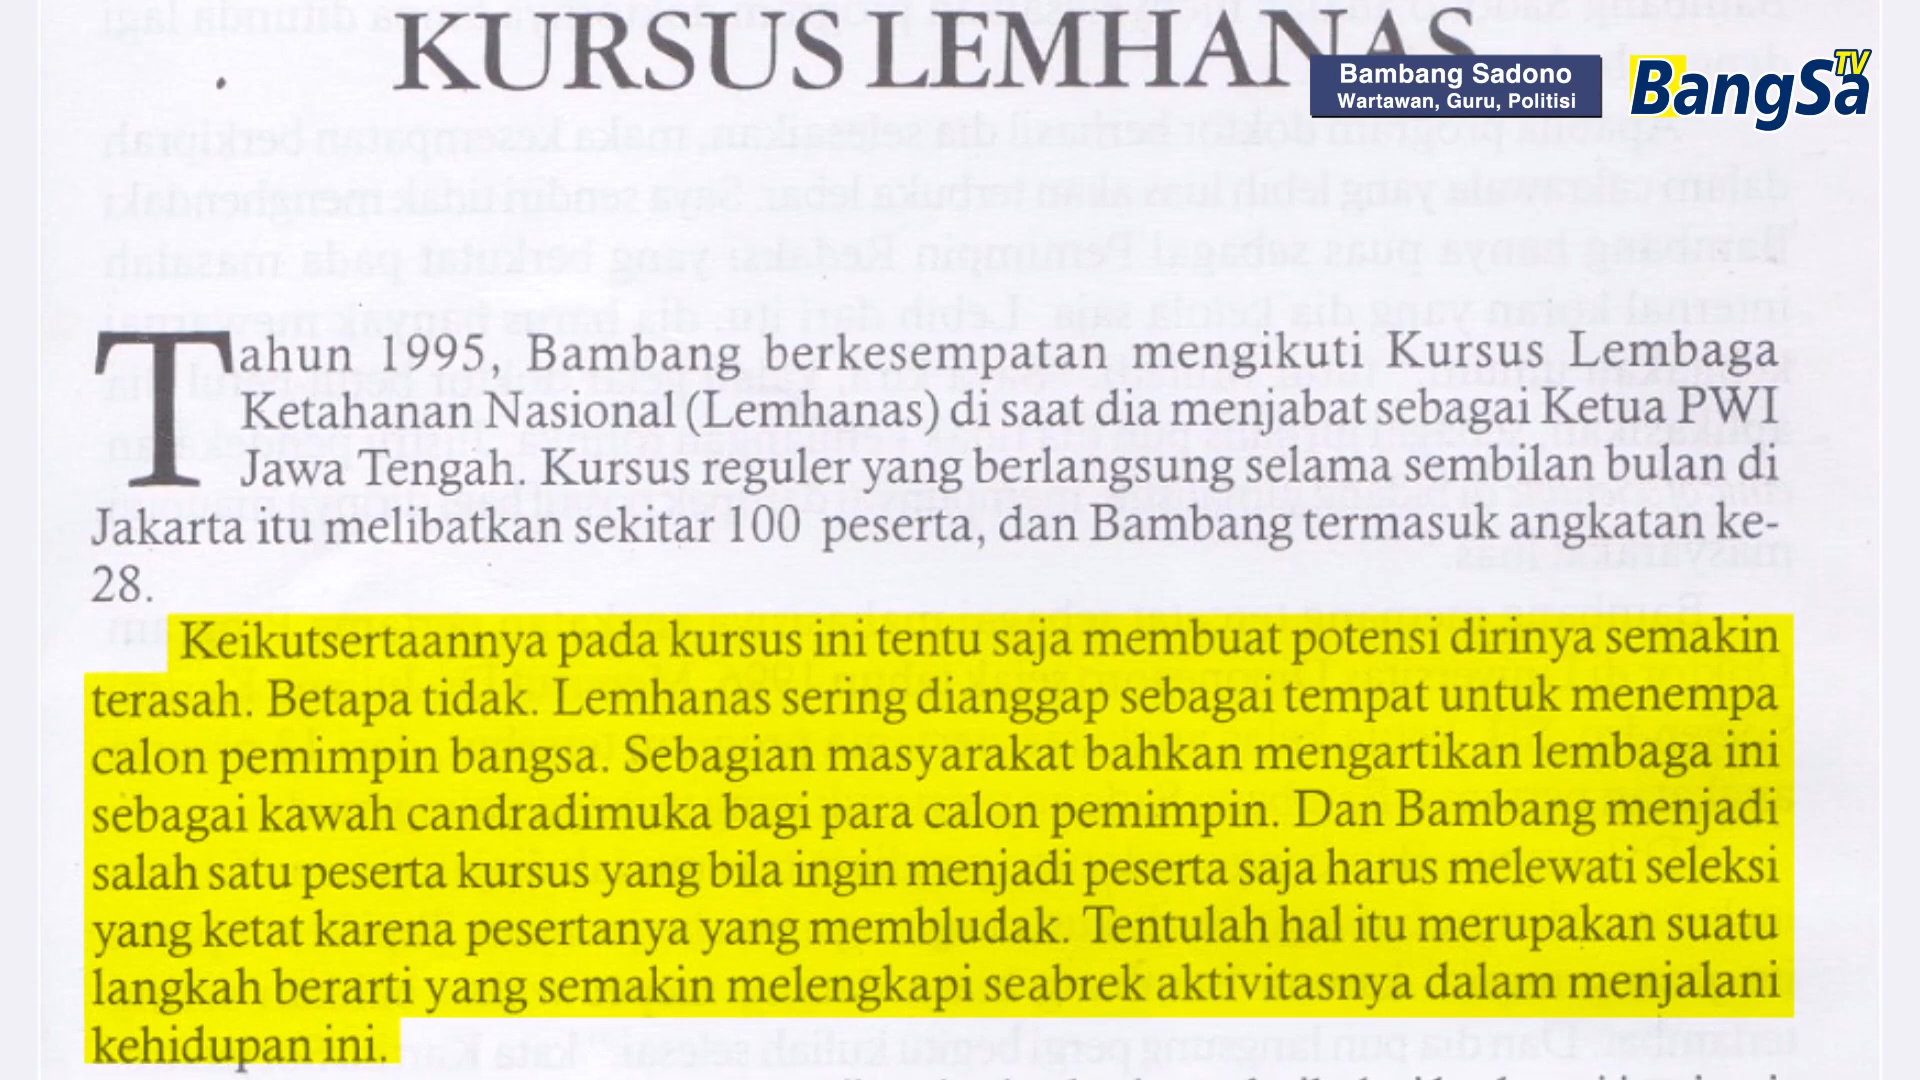 KURSUS LEMHANAS
Bambang Sadono
Wartawan, Guru, Politisi
BangSa TV
Tahun 1995, Bambang berkesempatan mengikuti Kursus Lembaga
Ketahanan Nasional (Lemhanas) di saat dia menjabat sebagai Ketua PWI
Jawa Tengah. Kursus reguler yang berlangsung selama sembilan bulan di
Jakarta itu melibatkan sekitar 100 peserta, dan Bambang termasuk angkatan ke-
28.
Keikutsertaannya pada kursus ini tentu saja membuat potensi dirinya semakin
terasah. Betapa tidak. Lemhanas sering dianggap sebagai tempat untuk menempa
calon pemimpin bangsa. Sebagian masyarakat bahkan mengartikan lembaga ini
sebagai kawah candradimuka bagi para calon pemimpin. Dan Bambang menjadi
salah satu peserta kursus yang bila ingin menjadi peserta saja harus melewati seleksi
yang ketat karena pesertanya yang membludak. Tentulah hal itu merupakan suatu
langkah berarti yang semakin melengkapi seabrek aktivitasnya dalam menjalani
kehidupan ini.